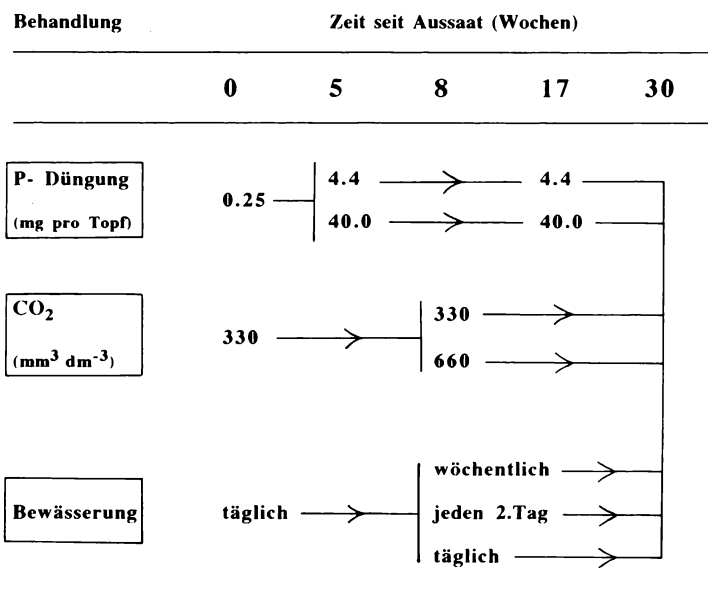 Behandlung Zeit seit Aussaat (Wochen)
0 5 8 17 30
P- Düngung 4.4 4.4
0.25
(mg pro Topf) 40.0 40.0
CO₂ 330
330
(mm³ dm⁻³) 660
wöchentlich
Bewässerung täglich jeden 2.Tag
täglich